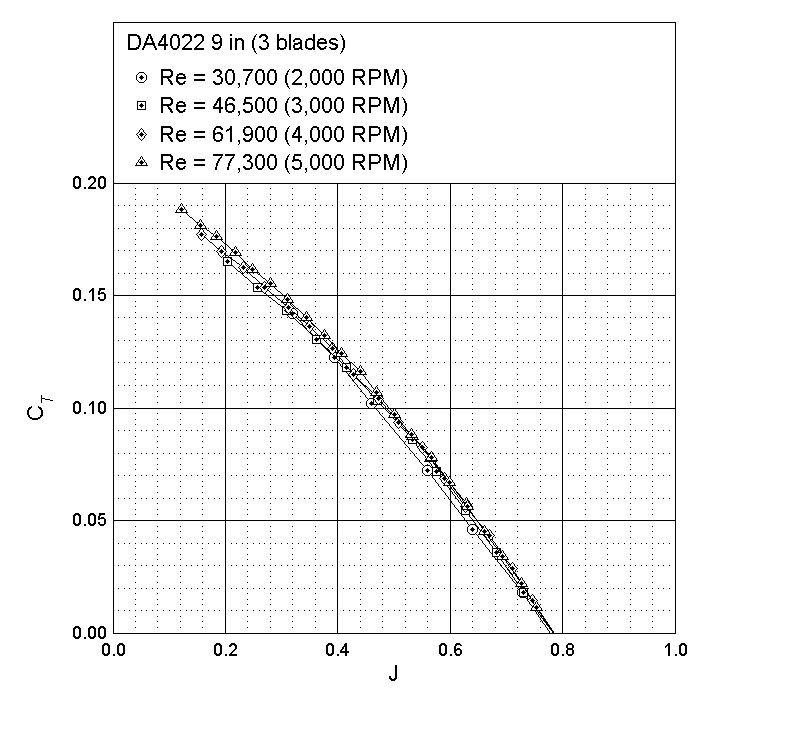 DA4022 9 in (3 blades)
Re = 30,700 (2,000 RPM)
Re = 46,500 (3,000 RPM)
Re = 61,900 (4,000 RPM)
Re = 77,300 (5,000 RPM)
0.20
0.15
0.10
C_T
0.05
0.00
0.0 0.2 0.4 0.6 0.8 1.0
J